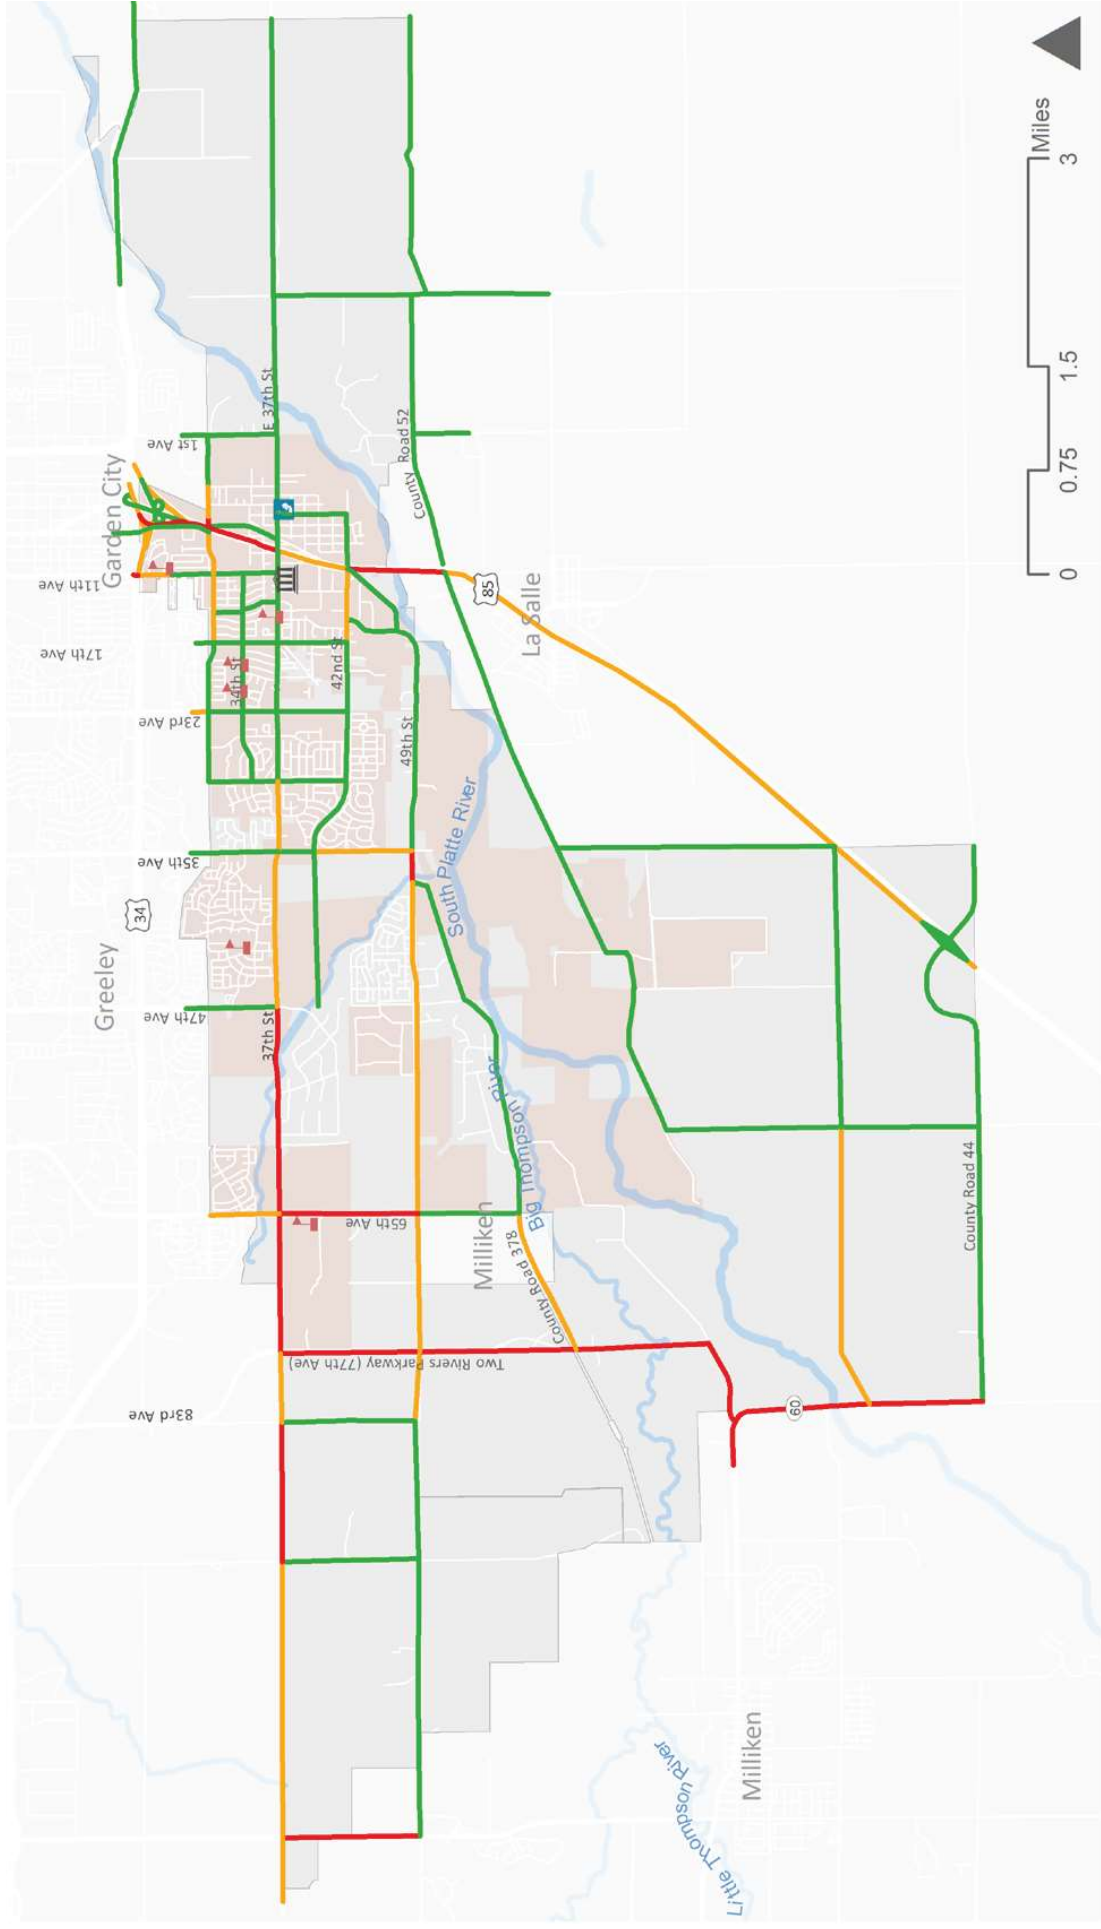 Garden City
Greeley
34
11th Ave
17th Ave
23rd Ave
35th Ave
47th Ave
83rd Ave
1st Ave
E 37th St
37th St
34th St
42nd St
49th St
65th Ave
Two Rivers Parkway (77th Ave)
County Road 52
85
La Salle
South Platte River
Big Thompson River
Milliken
County Road 378
60
County Road 44
Milliken
Little Thompson River
0 0.75 1.5 3
Miles